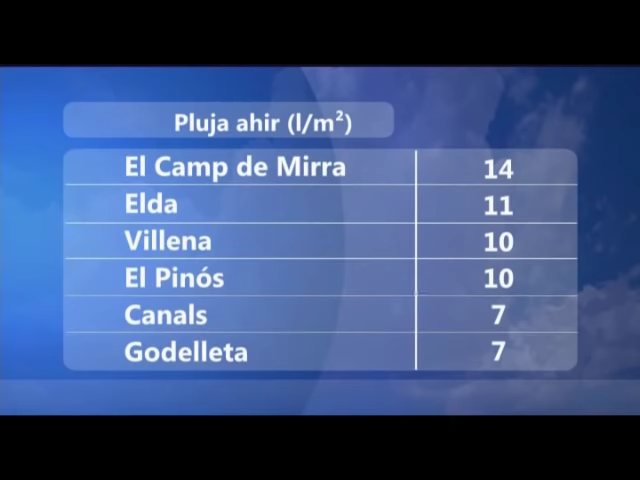 Pluja ahir (l/m²)
El Camp de Mirra 14
Elda 11
Villena 10
El Pinós 10
Canals 7
Godelleta 7